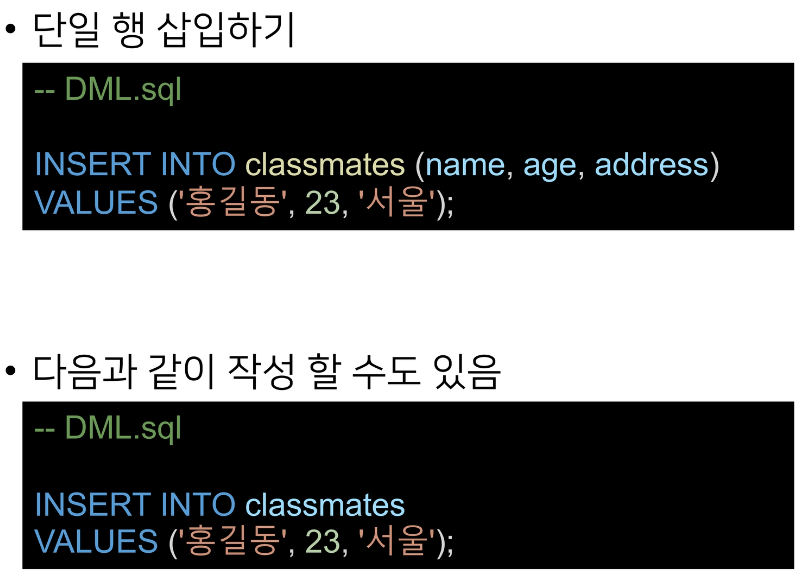 • 단일 행 삽입하기
-- DML.sql
INSERT INTO classmates (name, age, address)
VALUES ('홍길동', 23, '서울');
• 다음과 같이 작성 할 수도 있음
-- DML.sql
INSERT INTO classmates
VALUES ('홍길동', 23, '서울');